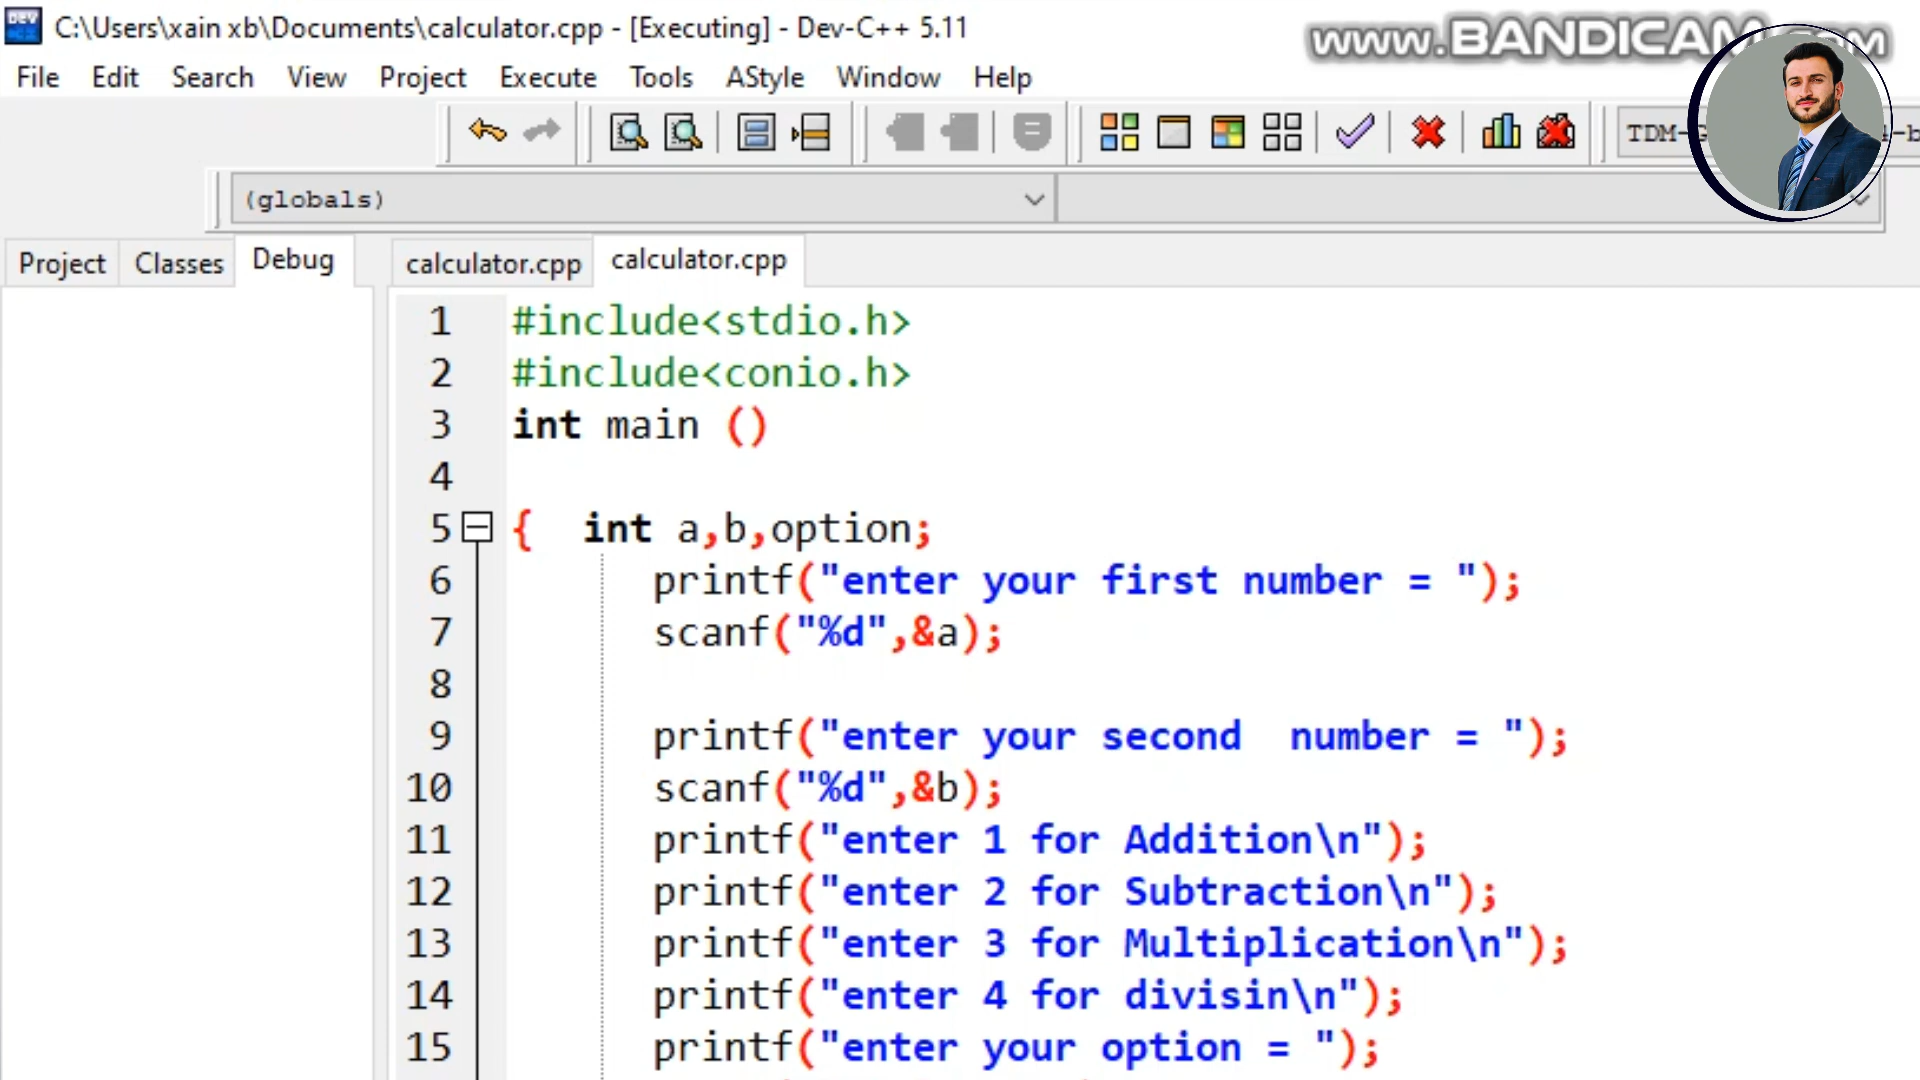 C:\Users\xain xb\Documents\calculator.cpp - [Executing] - Dev-C++ 5.11
www.BANDICAM.com
File Edit Search View Project Execute Tools AStyle Window Help
TDM-G
(globals)
Project Classes Debug calculator.cpp calculator.cpp
1 #include<stdio.h>
2 #include<conio.h>
3 int main ()
4
5 { int a,b,option;
6 printf("enter your first number = ");
7 scanf("%d",&a);
8
9 printf("enter your second  number = ");
10 scanf("%d",&b);
11 printf("enter 1 for Addition\n");
12 printf("enter 2 for Subtraction\n");
13 printf("enter 3 for Multiplication\n");
14 printf("enter 4 for divisin\n");
15 printf("enter your option = ");